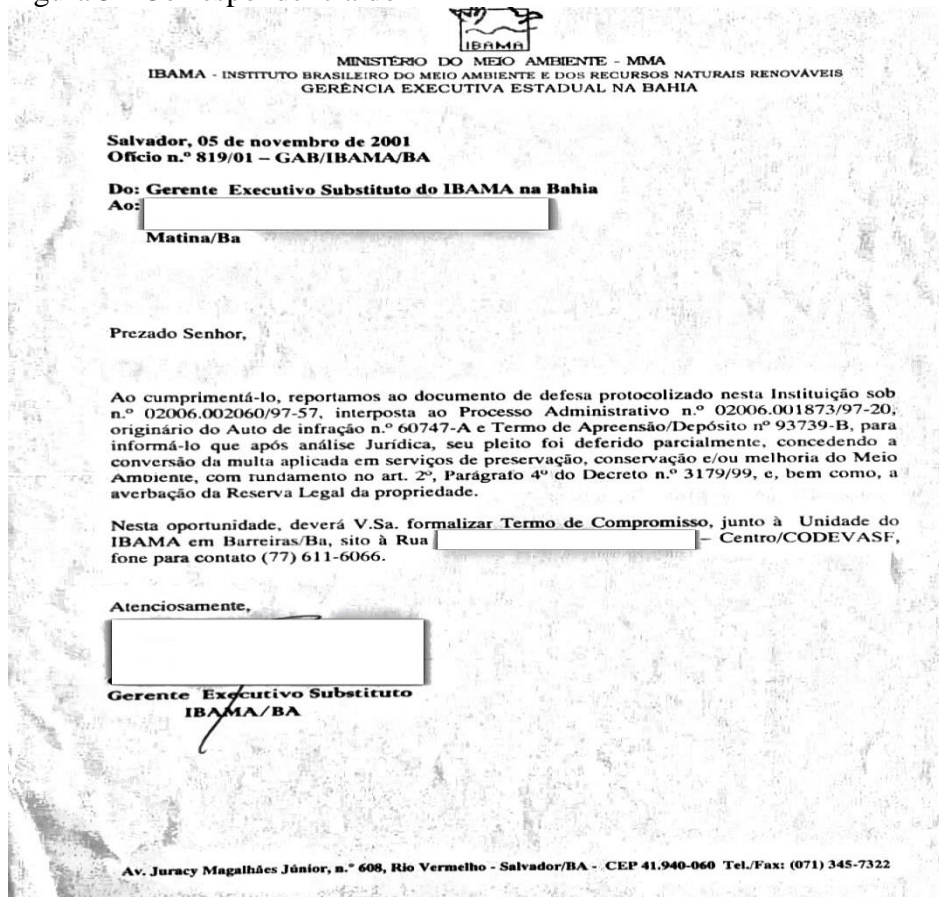 IBAMA
MINISTÉRIO DO MEIO AMBIENTE - MMA
IBAMA - INSTITUTO BRASILEIRO DO MEIO AMBIENTE E DOS RECURSOS NATURAIS RENOVÁVEIS
GERÊNCIA EXECUTIVA ESTADUAL NA BAHIA
Salvador, 05 de novembro de 2001
Ofício n.º 819/01 – GAB/IBAMA/BA
Do: Gerente Executivo Substituto do IBAMA na Bahia
Ao:
Matina/Ba
Prezado Senhor,
Ao cumprimentá-lo, reportamos ao documento de defesa protocolizado nesta Instituição sob
n.º 02006.002060/97-57, interposta ao Processo Administrativo n.º 02006.001873/97-20,
originário do Auto de infração n.º 60747-A e Termo de Apreensão/Depósito nº 93739-B, para
informá-lo que após análise Jurídica, seu pleito foi deferido parcialmente, concedendo a
conversão da multa aplicada em serviços de preservação, conservação e/ou melhoria do Meio
Ambiente, com fundamento no art. 2º, Parágrafo 4º do Decreto n.º 3179/99, e, bem como, a
averbação da Reserva Legal da propriedade.
Nesta oportunidade, deverá V.Sa. formalizar Termo de Compromisso, junto à Unidade do
IBAMA em Barreiras/Ba, sito à Rua – Centro/CODEVASF,
fone para contato (77) 611-6066.
Atenciosamente,
Gerente Executivo Substituto
IBAMA/BA
Av. Juracy Magalhães Júnior, n.º 608, Rio Vermelho - Salvador/BA - CEP 41.940-060 Tel./Fax: (071) 345-7322